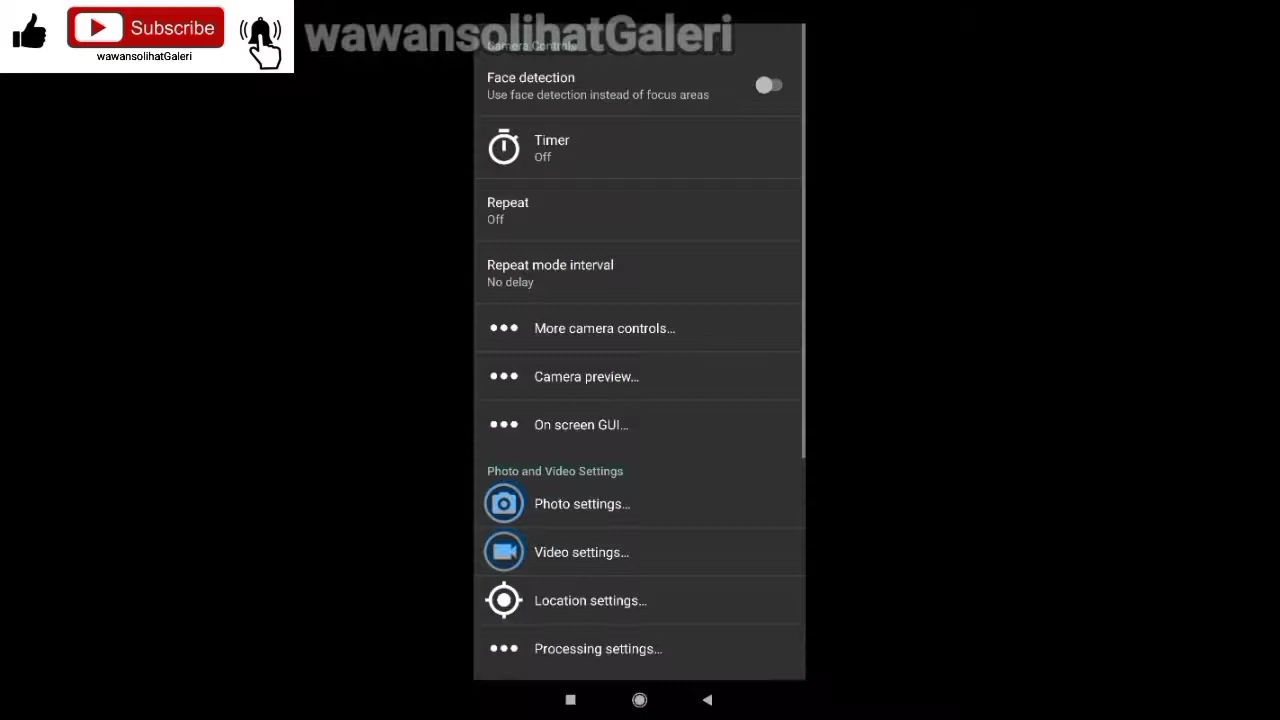 Subscribe
wawansolihatGaleri
wawansolihatGaleri
Camera Controls
Face detection
Use face detection instead of focus areas
Timer
Off
Repeat
Off
Repeat mode interval
No delay
More camera controls...
Camera preview...
On screen GUI...
Photo and Video Settings
Photo settings...
Video settings...
Location settings...
Processing settings...